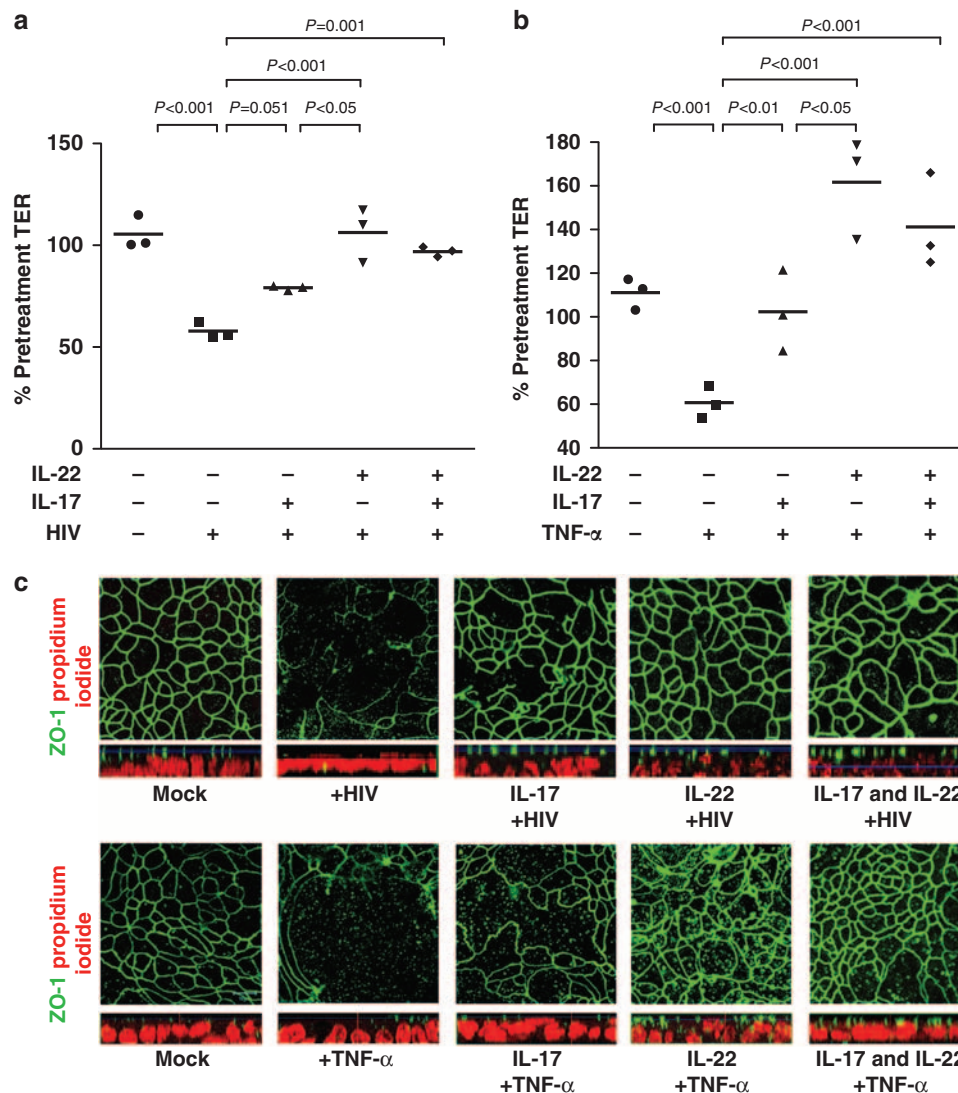 a
P=0.001
P<0.001
P<0.001 P=0.051 P<0.05
150
100
50
0
% Pretreatment TER
IL-22 – – – + +
IL-17 – – + – +
HIV – + + + +
b
P<0.001
P<0.001
P<0.001 P<0.01 P<0.05
180
160
140
120
100
80
60
40
% Pretreatment TER
IL-22 – – – + +
IL-17 – – + – +
TNF-α – + + + +
c
ZO-1 propidium
iodide
Mock +HIV IL-17 IL-22 IL-17 and IL-22
+HIV +HIV +HIV
ZO-1 propidium
iodide
Mock +TNF-α IL-17 IL-22 IL-17 and IL-22
+TNF-α +TNF-α +TNF-α